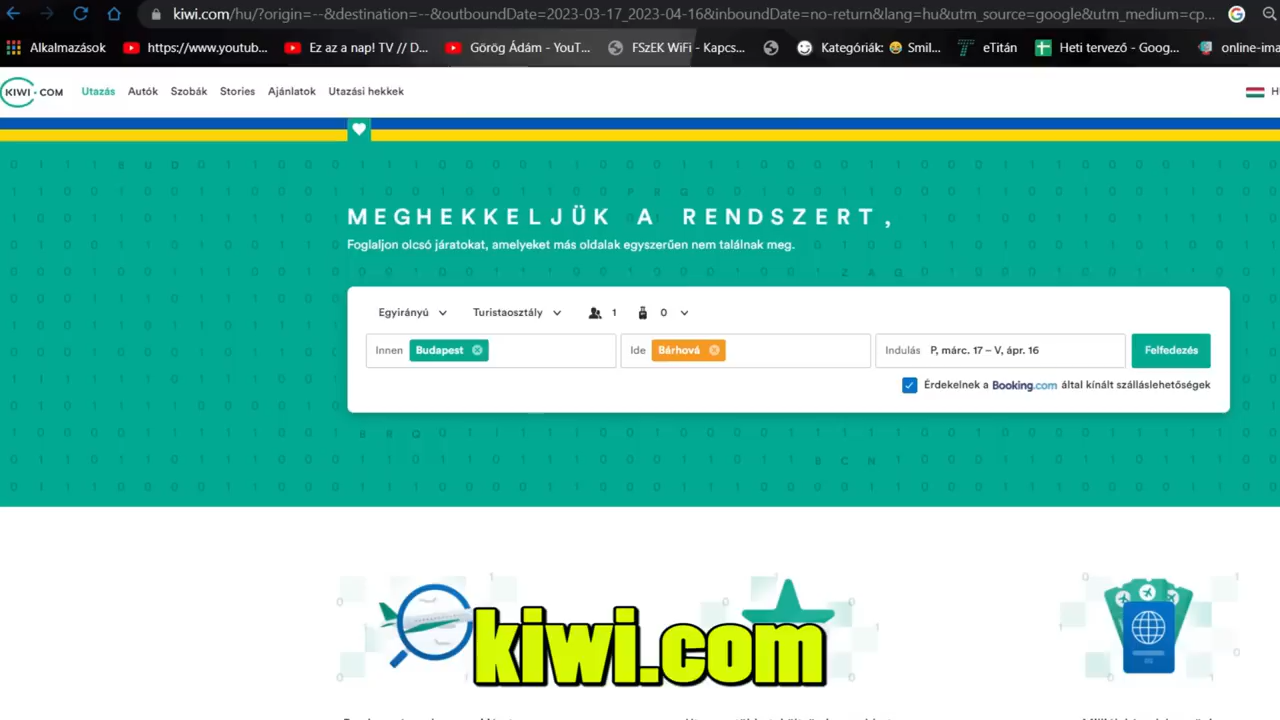 kiwi.com/hu/?origin=--&destination=--&outboundDate=2023-03-17_2023-04-16&inboundDate=no-return&lang=hu&utm_source=google&utm_medium=cp...
Alkalmazások https://www.youtub... Ez az a nap! TV // D... Görög Ádám - YouT... FSzEK WiFi - Kapcs... Kategóriák: 😀 Smil... eTitán Heti tervező - Goog... online-ima
KIWI.COM Utazás Autók Szobák Stories Ajánlatok Utazási hekkek H
MEGHEKKELJÜK A RENDSZERT,
Foglaljon olcsó járatokat, amelyeket más oldalak egyszerűen nem találnak meg.
Egyirányú Turistaosztály 1 0
Innen Budapest Ide Bárhová Indulás P, márc. 17 – V, ápr. 16 Felfedezés
Érdekelnek a Booking.com által kínált szálláslehetőségek
kiwi.com